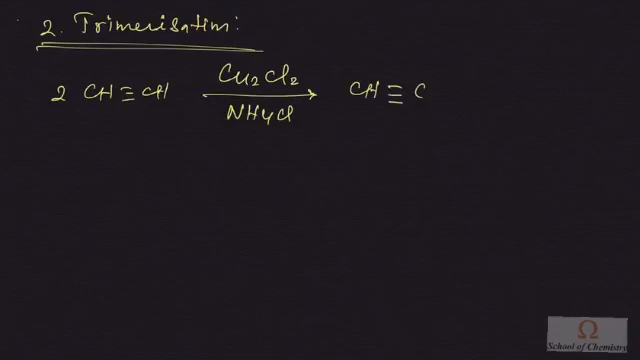 2. Trimerisation:
2 CH ≡ CH Cu2Cl2 → CH ≡ C
NH4Cl
Ω
School of Chemistry